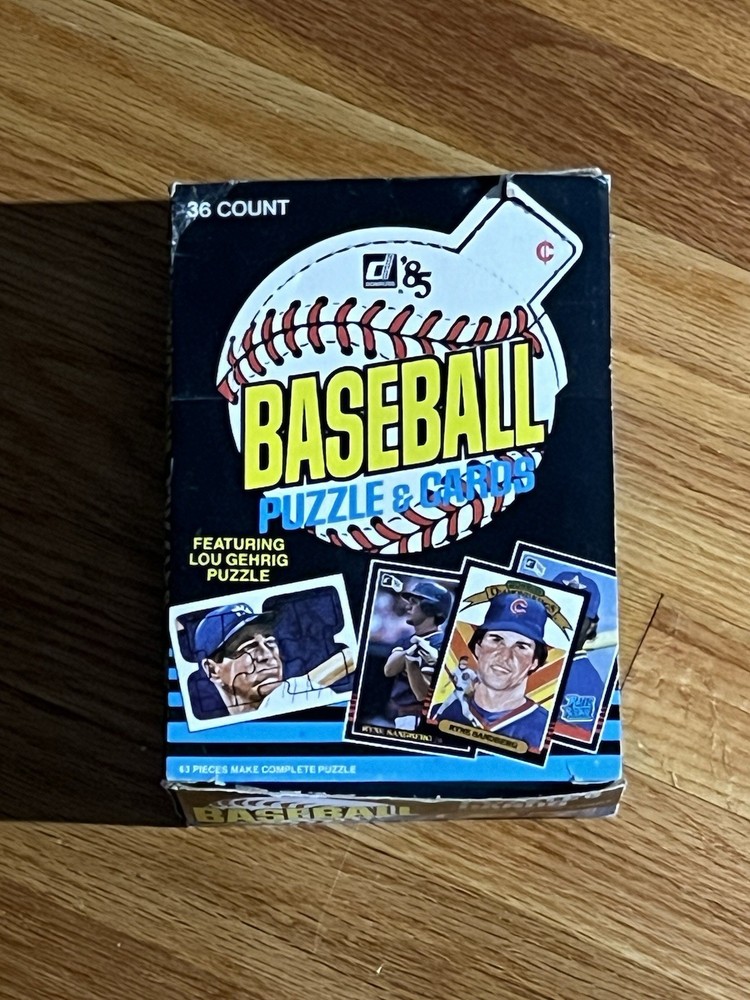 36 COUNT
'85
BASEBALL
PUZZLE & CARDS
FEATURING
LOU GEHRIG
PUZZLE
RYNE SANDBERG
RYNE SANDBERG
63 PIECES MAKE COMPLETE PUZZLE
BASEBALL